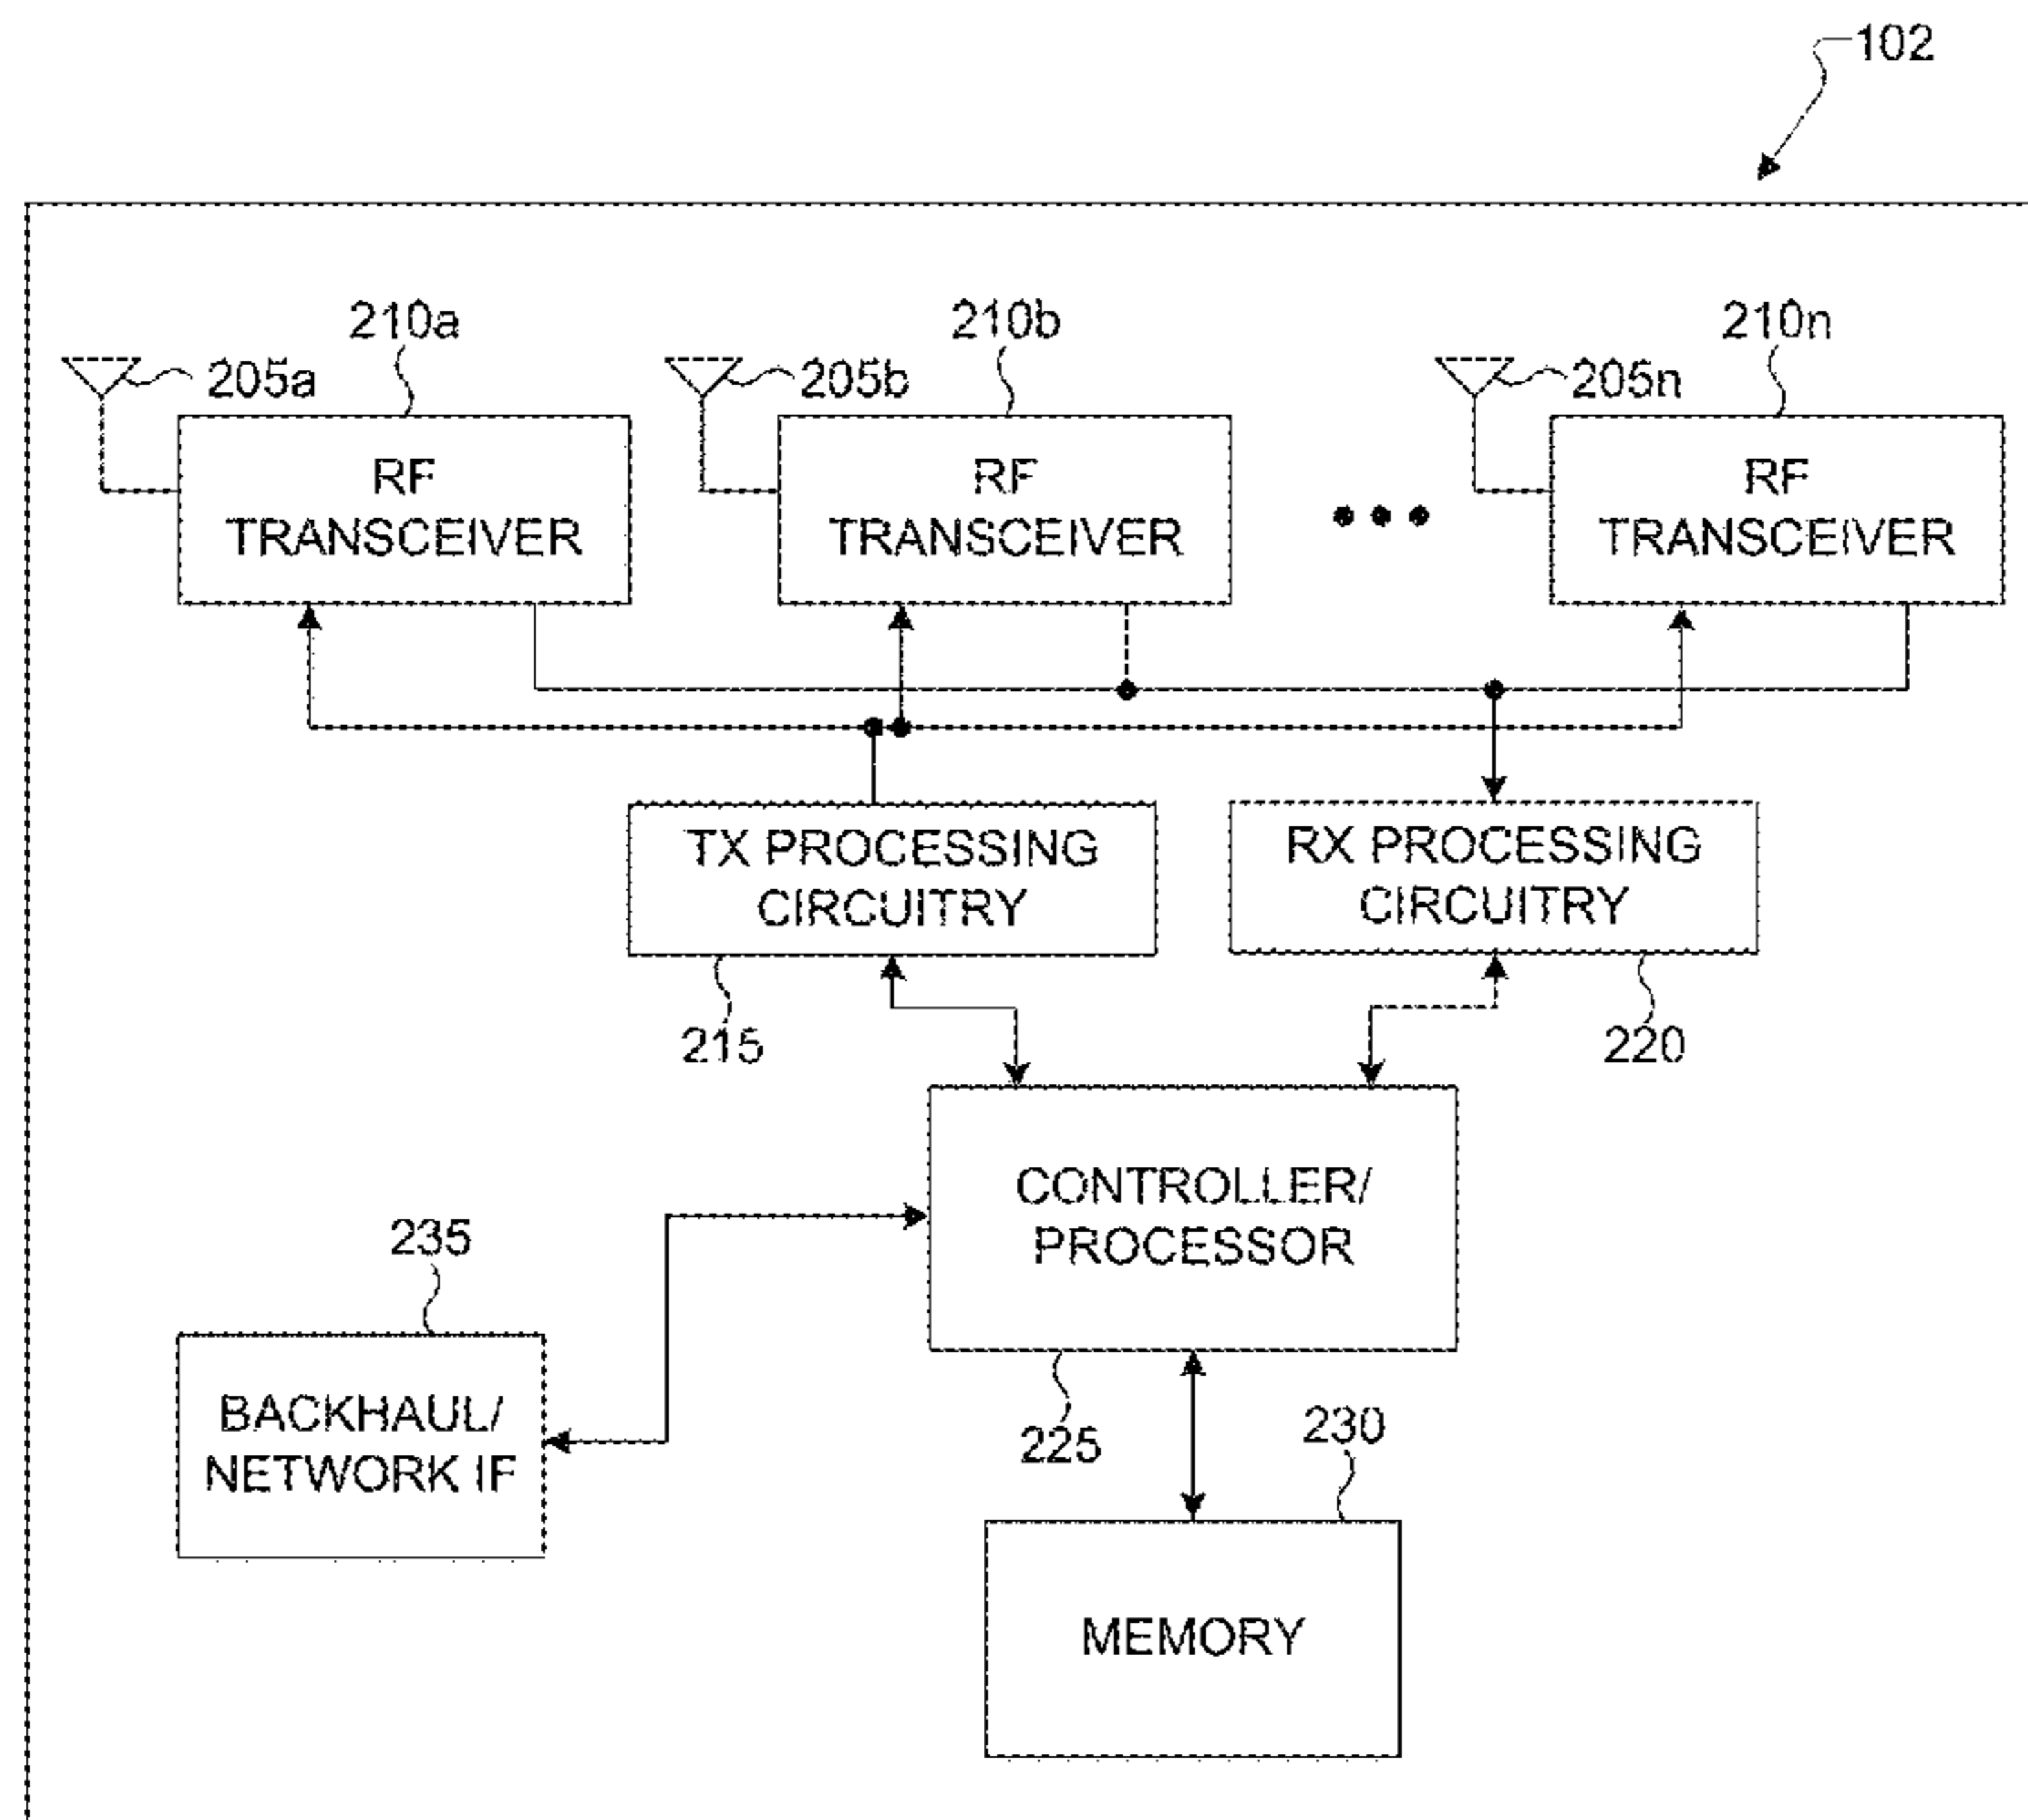 102
210a
210b
210n
205a
205b
205n
RF
TRANSCEIVER
RF
TRANSCEIVER
RF
TRANSCEIVER
TX PROCESSING
CIRCUITRY
RX PROCESSING
CIRCUITRY
215
220
CONTROLLER/
PROCESSOR
235
BACKHAUL/
NETWORK IF
225
230
MEMORY